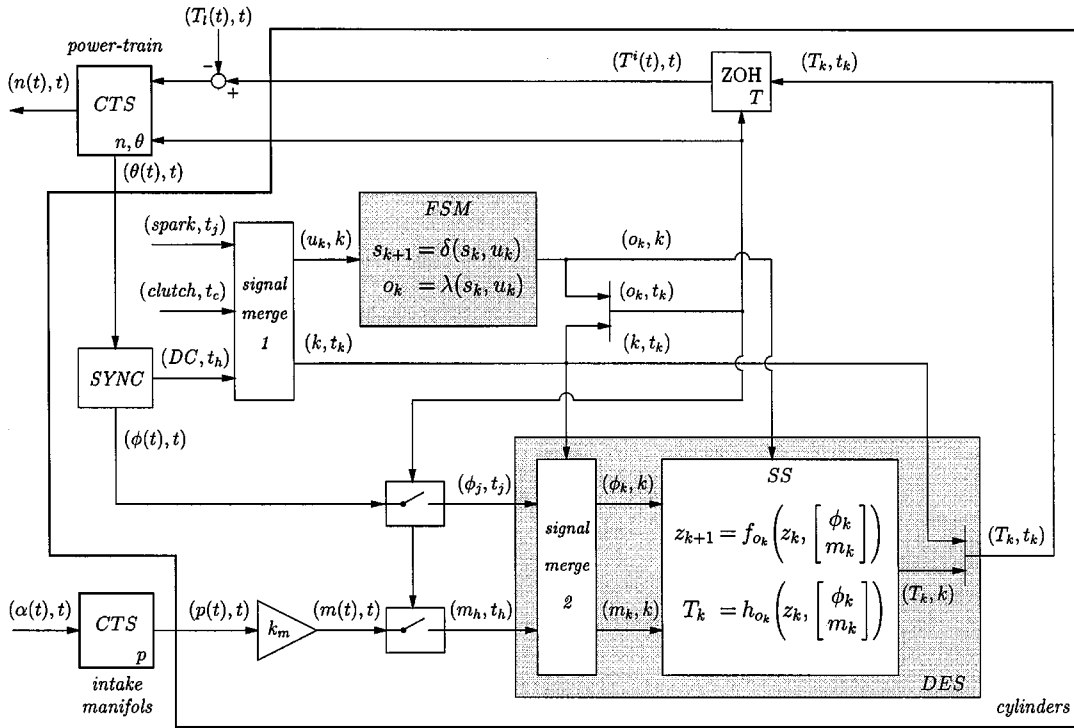 (T_l(t), t)
power-train
(n(t), t)
CTS
n, θ
−
+
(T^i(t), t)
ZOH
T
(T_k, t_k)
(θ(t), t)
(spark, t_j)
(clutch, t_c)
signal
merge
1
(u_k, k)
FSM
s_{k+1} = δ(s_k, u_k)
o_k = λ(s_k, u_k)
(o_k, k)
(o_k, t_k)
(k, t_k)
(k, t_k)
SYNC
(DC, t_h)
(ϕ(t), t)
(ϕ_j, t_j)
signal
merge
2
(ϕ_k, k)
SS
z_{k+1} = f_{o_k}(z_k, [ϕ_k m_k])
T_k = h_{o_k}(z_k, [ϕ_k m_k])
(T_k, t_k)
(T_k, k)
(α(t), t)
CTS
p
(p(t), t)
k_m
(m(t), t)
(m_h, t_h)
(m_k, k)
intake
manifols
DES
cylinders